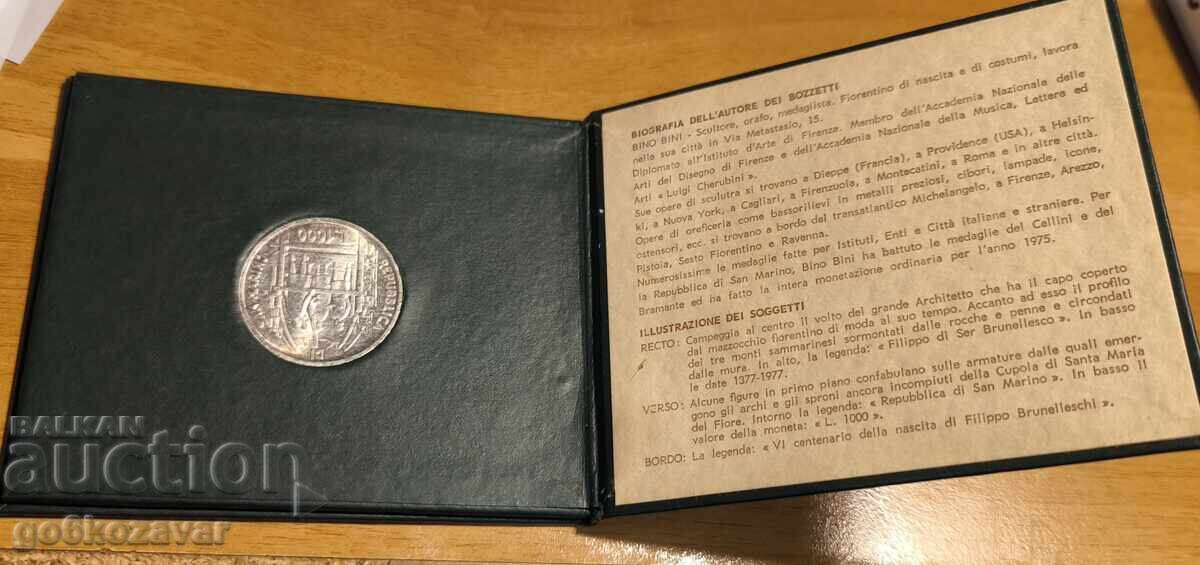 BIOGRAFIA DELL'AUTORE DEI BOZZETTI
BINO BINI - Scultore, orafo, medaglista. Fiorentino di nascita e di costumi, lavora
nella sua città in Via Metastasio, 15.
Diplomato all'Istituto d'Arte di Firenze. Membro dell'Accademia Nazionale delle
Arti del Disegno di Firenze e dell'Accademia Nazionale della Musica, Lettere ed
Arti « Luigi Cherubini ».
Sue opere di sculutra si trovano a Dieppe (Francia), a Providence (USA), a Helsin-
ki, a Nuova York, a Cagliari, a Firenzuola, a Montecatini, a Roma e in altre città.
Opere di oreficeria come bassorilievi in metalli preziosi, cibori, lampade, icone,
ostensori, ecc. si trovano a bordo del transatlantico Michelangelo, a Firenze, Arezzo,
Pistoia, Sesto Fiorentino e Ravenna.
Numerosissime le medaglie fatte per Istituti, Enti e Città italiane e straniere. Per
la Repubblica di San Marino, Bino Bini ha battuto le medaglie del Cellini e del
Bramante ed ha fatto la intera monetazione ordinaria per l'anno 1975.
ILLUSTRAZIONE DEI SOGGETTI
RECTO: Campeggia al centro il volto del grande Architetto che ha il capo coperto
dal mazzocchio fiorentino di moda al suo tempo. Accanto ad esso il profilo
dei tre monti sammarinesi sormontati dalle rocche e penne e circondati
dalle mura. In alto, la legenda: « Filippo di Ser Brunellesco ». In basso
le date 1377-1977.
VERSO: Alcune figure in primo piano confabulano sulle armature dalle quali emer-
gono gli archi e gli sproni ancora incompiuti della Cupola di Santa Maria
del Fiore. Intorno la legenda: « Repubblica di San Marino ». In basso il
valore della moneta: « L. 1000 ».
BORDO: La legenda: « VI centenario della nascita di Filippo Brunelleschi ».
L.1000
REPUBBLICA
DI
S. MARINO
BALKAN
auction
go6kozavar